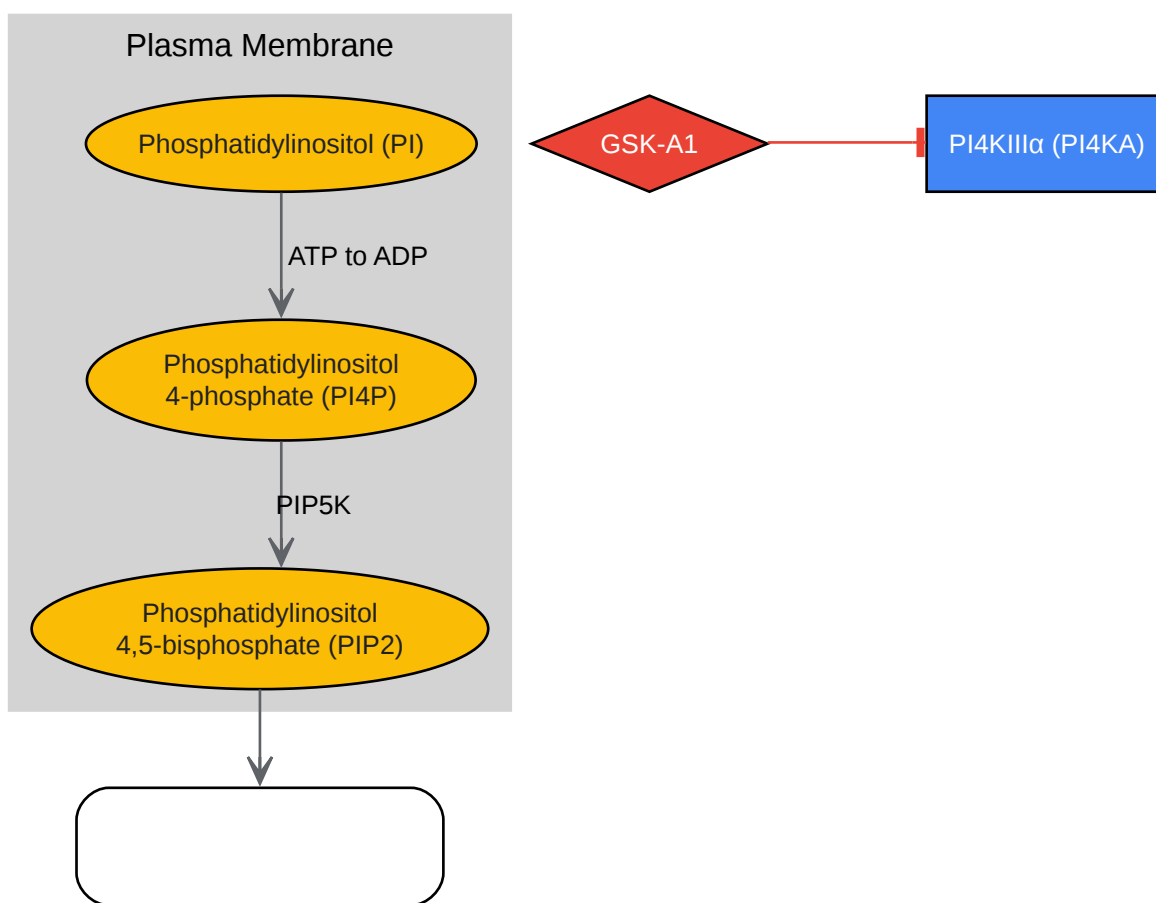 Plasma Membrane
Phosphatidylinositol (PI)
GSK-A1
PI4KIIIα (PI4KA)
ATP to ADP
Phosphatidylinositol
4-phosphate (PI4P)
PIP5K
Phosphatidylinositol
4,5-bisphosphate (PIP2)